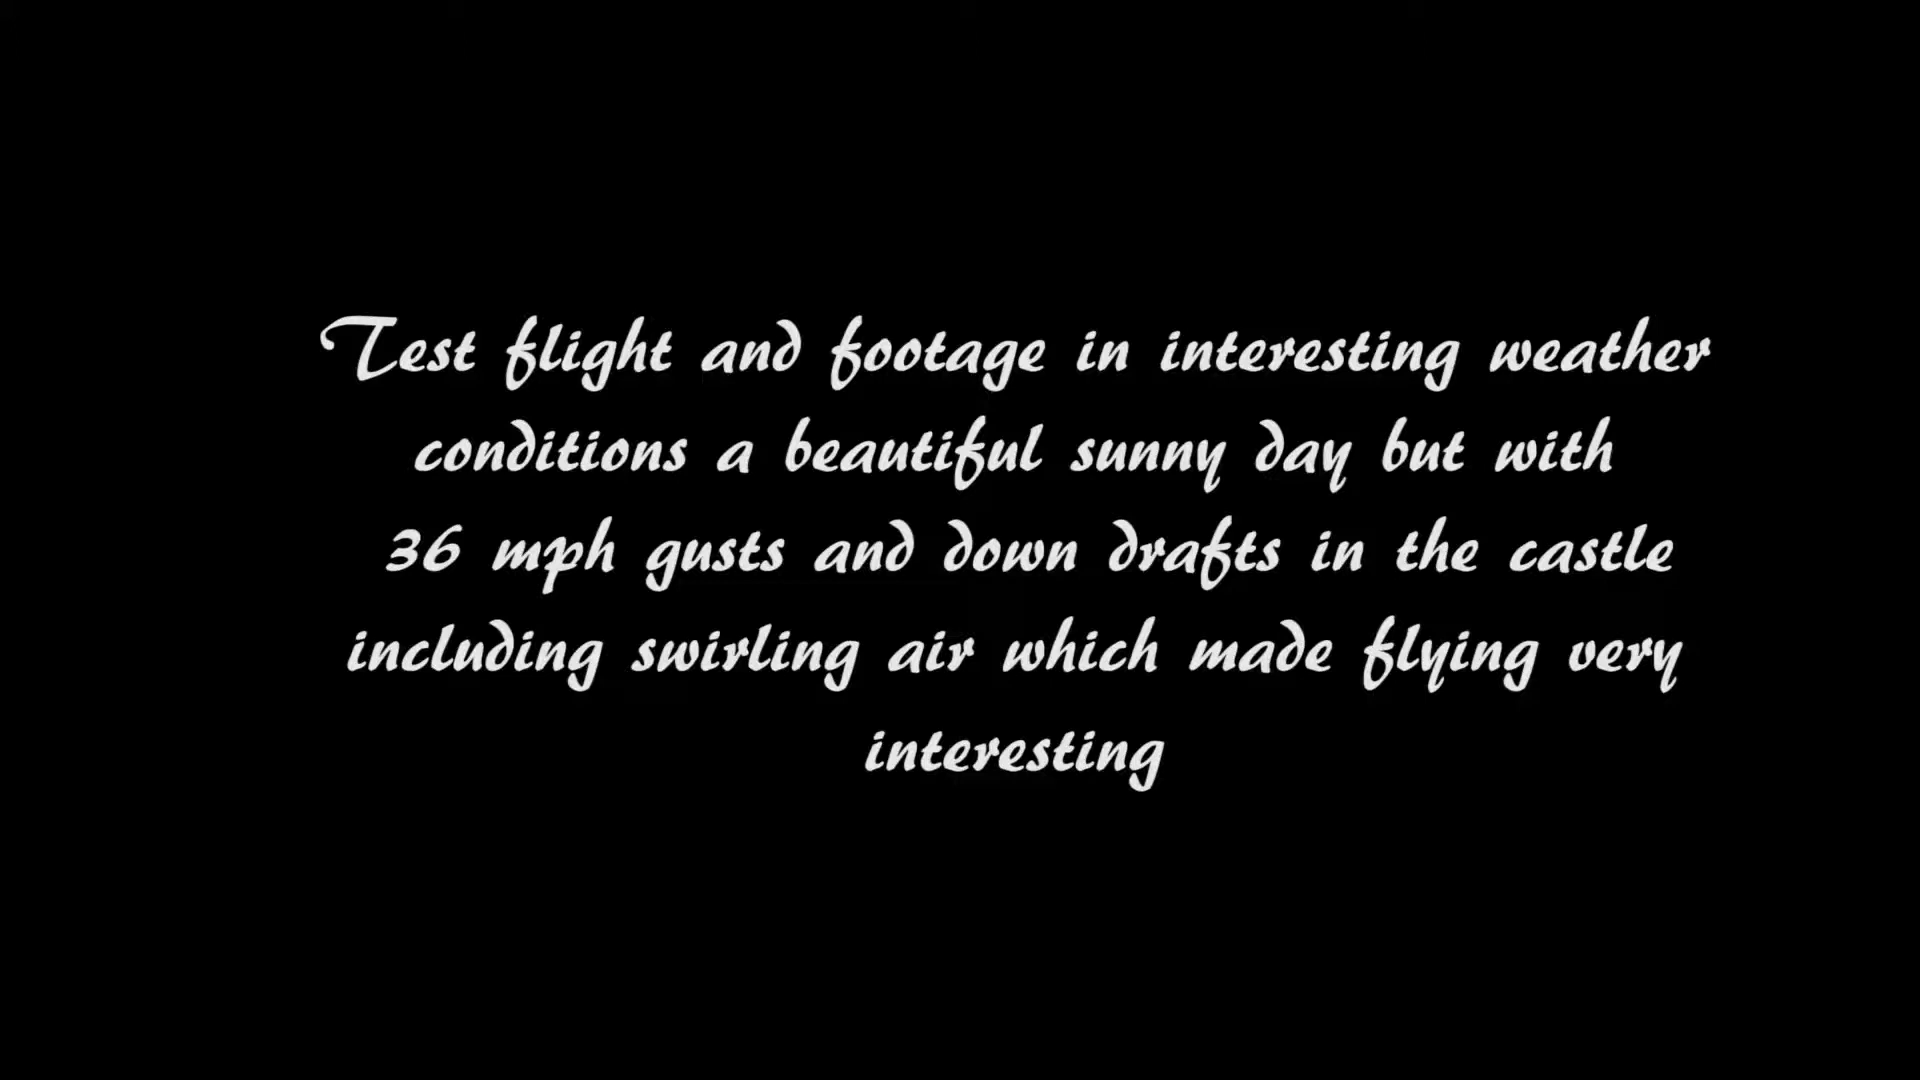 Test flight and footage in interesting weather
conditions a beautiful sunny day but with
36 mph gusts and down drafts in the castle
including swirling air which made flying very
interesting